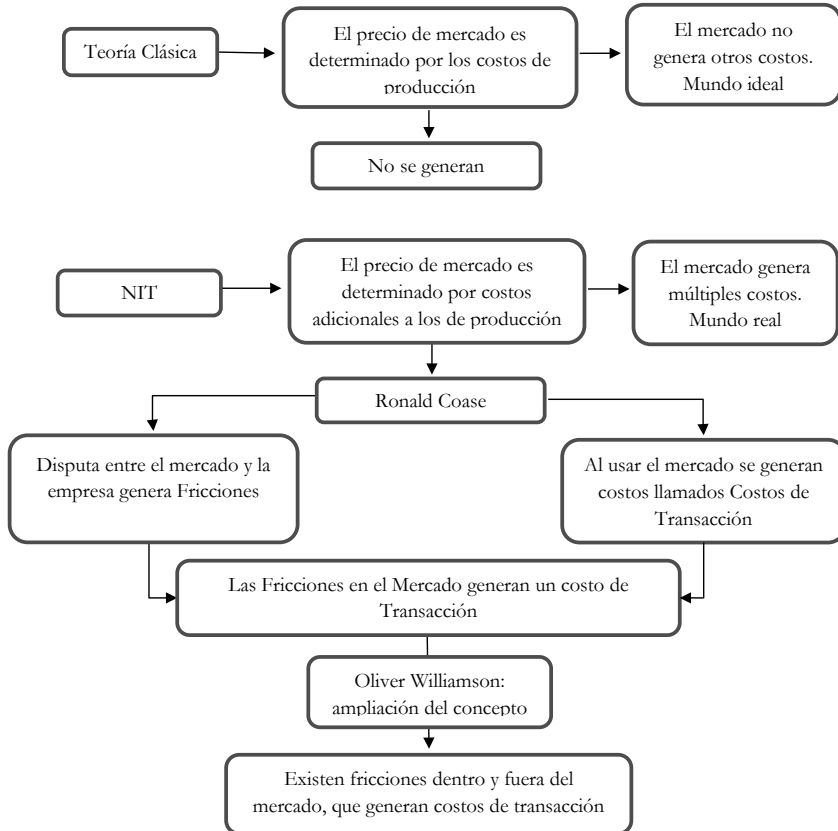 Teoría Clásica
El precio de mercado es
determinado por los costos de
producción
El mercado no
genera otros costos.
Mundo ideal
No se generan
NIT
El precio de mercado es
determinado por costos
adicionales a los de producción
El mercado genera
múltiples costos.
Mundo real
Ronald Coase
Disputa entre el mercado y la
empresa genera Fricciones
Al usar el mercado se generan
costos llamados Costos de
Transacción
Las Fricciones en el Mercado generan un costo de
Transacción
Oliver Williamson:
ampliación del concepto
Existen fricciones dentro y fuera del
mercado, que generan costos de transacción